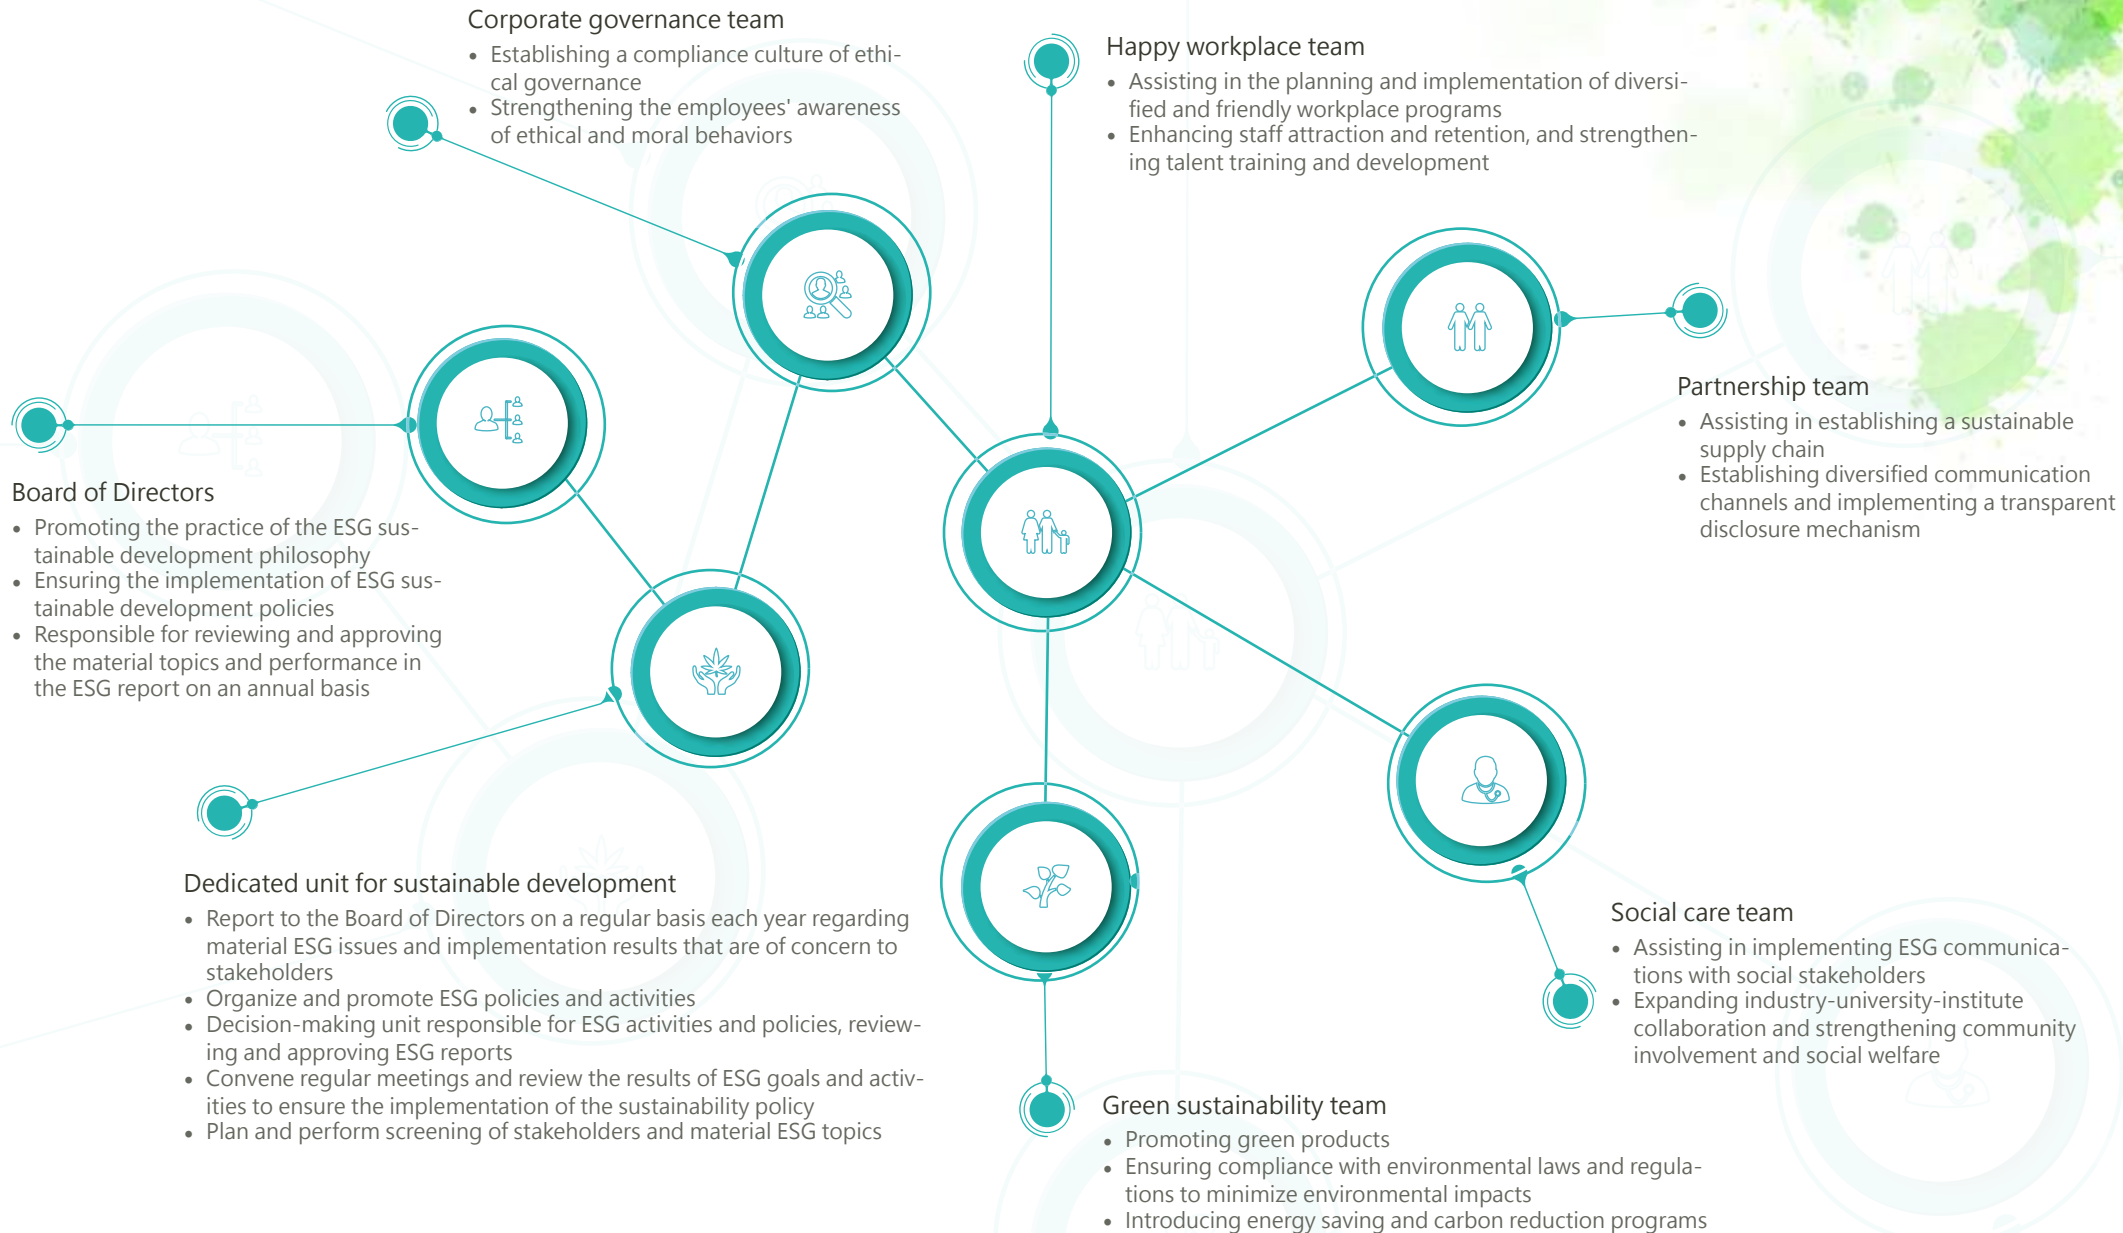 Corporate governance team
• Establishing a compliance culture of ethi-
cal governance
• Strengthening the employees' awareness
of ethical and moral behaviors
Happy workplace team
• Assisting in the planning and implementation of diversi-
fied and friendly workplace programs
• Enhancing staff attraction and retention, and strengthen-
ing talent training and development
Partnership team
• Assisting in establishing a sustainable
supply chain
• Establishing diversified communication
channels and implementing a transparent
disclosure mechanism
Board of Directors
• Promoting the practice of the ESG sus-
tainable development philosophy
• Ensuring the implementation of ESG sus-
tainable development policies
• Responsible for reviewing and approving
the material topics and performance in
the ESG report on an annual basis
Dedicated unit for sustainable development
• Report to the Board of Directors on a regular basis each year regarding
material ESG issues and implementation results that are of concern to
stakeholders
• Organize and promote ESG policies and activities
• Decision-making unit responsible for ESG activities and policies, review-
ing and approving ESG reports
• Convene regular meetings and review the results of ESG goals and activ-
ities to ensure the implementation of the sustainability policy
• Plan and perform screening of stakeholders and material ESG topics
Social care team
• Assisting in implementing ESG communica-
tions with social stakeholders
• Expanding industry-university-institute
collaboration and strengthening community
involvement and social welfare
Green sustainability team
• Promoting green products
• Ensuring compliance with environmental laws and regula-
tions to minimize environmental impacts
• Introducing energy saving and carbon reduction programs